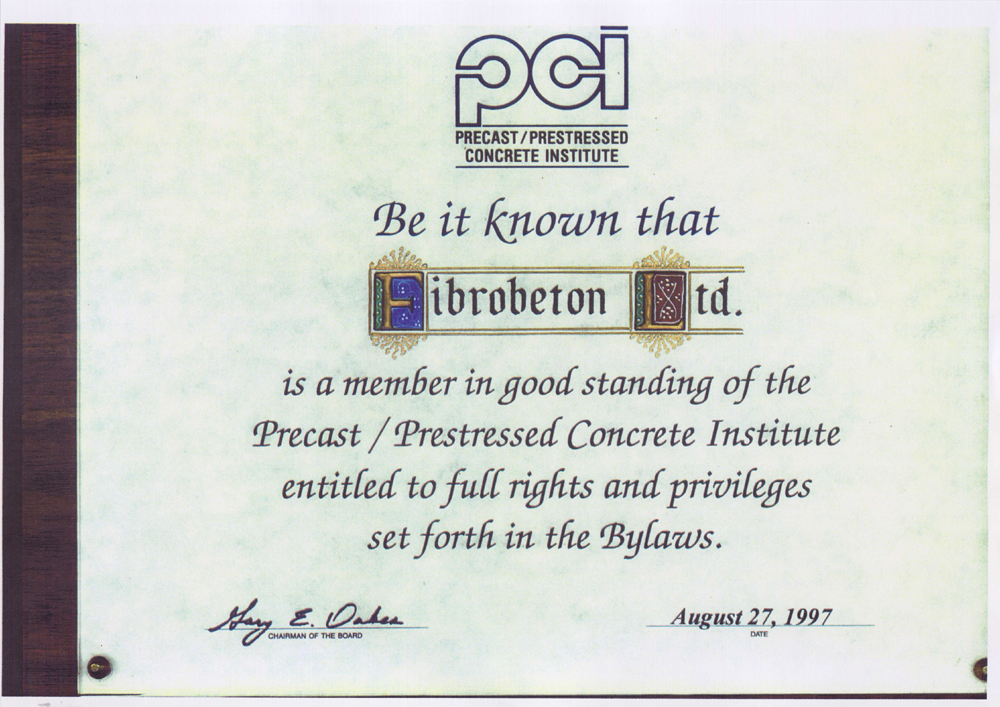 pci
PRECAST/PRESTRESSED
CONCRETE INSTITUTE
Be it known that
Fibrobeton Ltd.
is a member in good standing of the
Precast / Prestressed Concrete Institute
entitled to full rights and privileges
set forth in the Bylaws.
Gary E. Oakes August 27, 1997
CHAIRMAN OF THE BOARD DATE